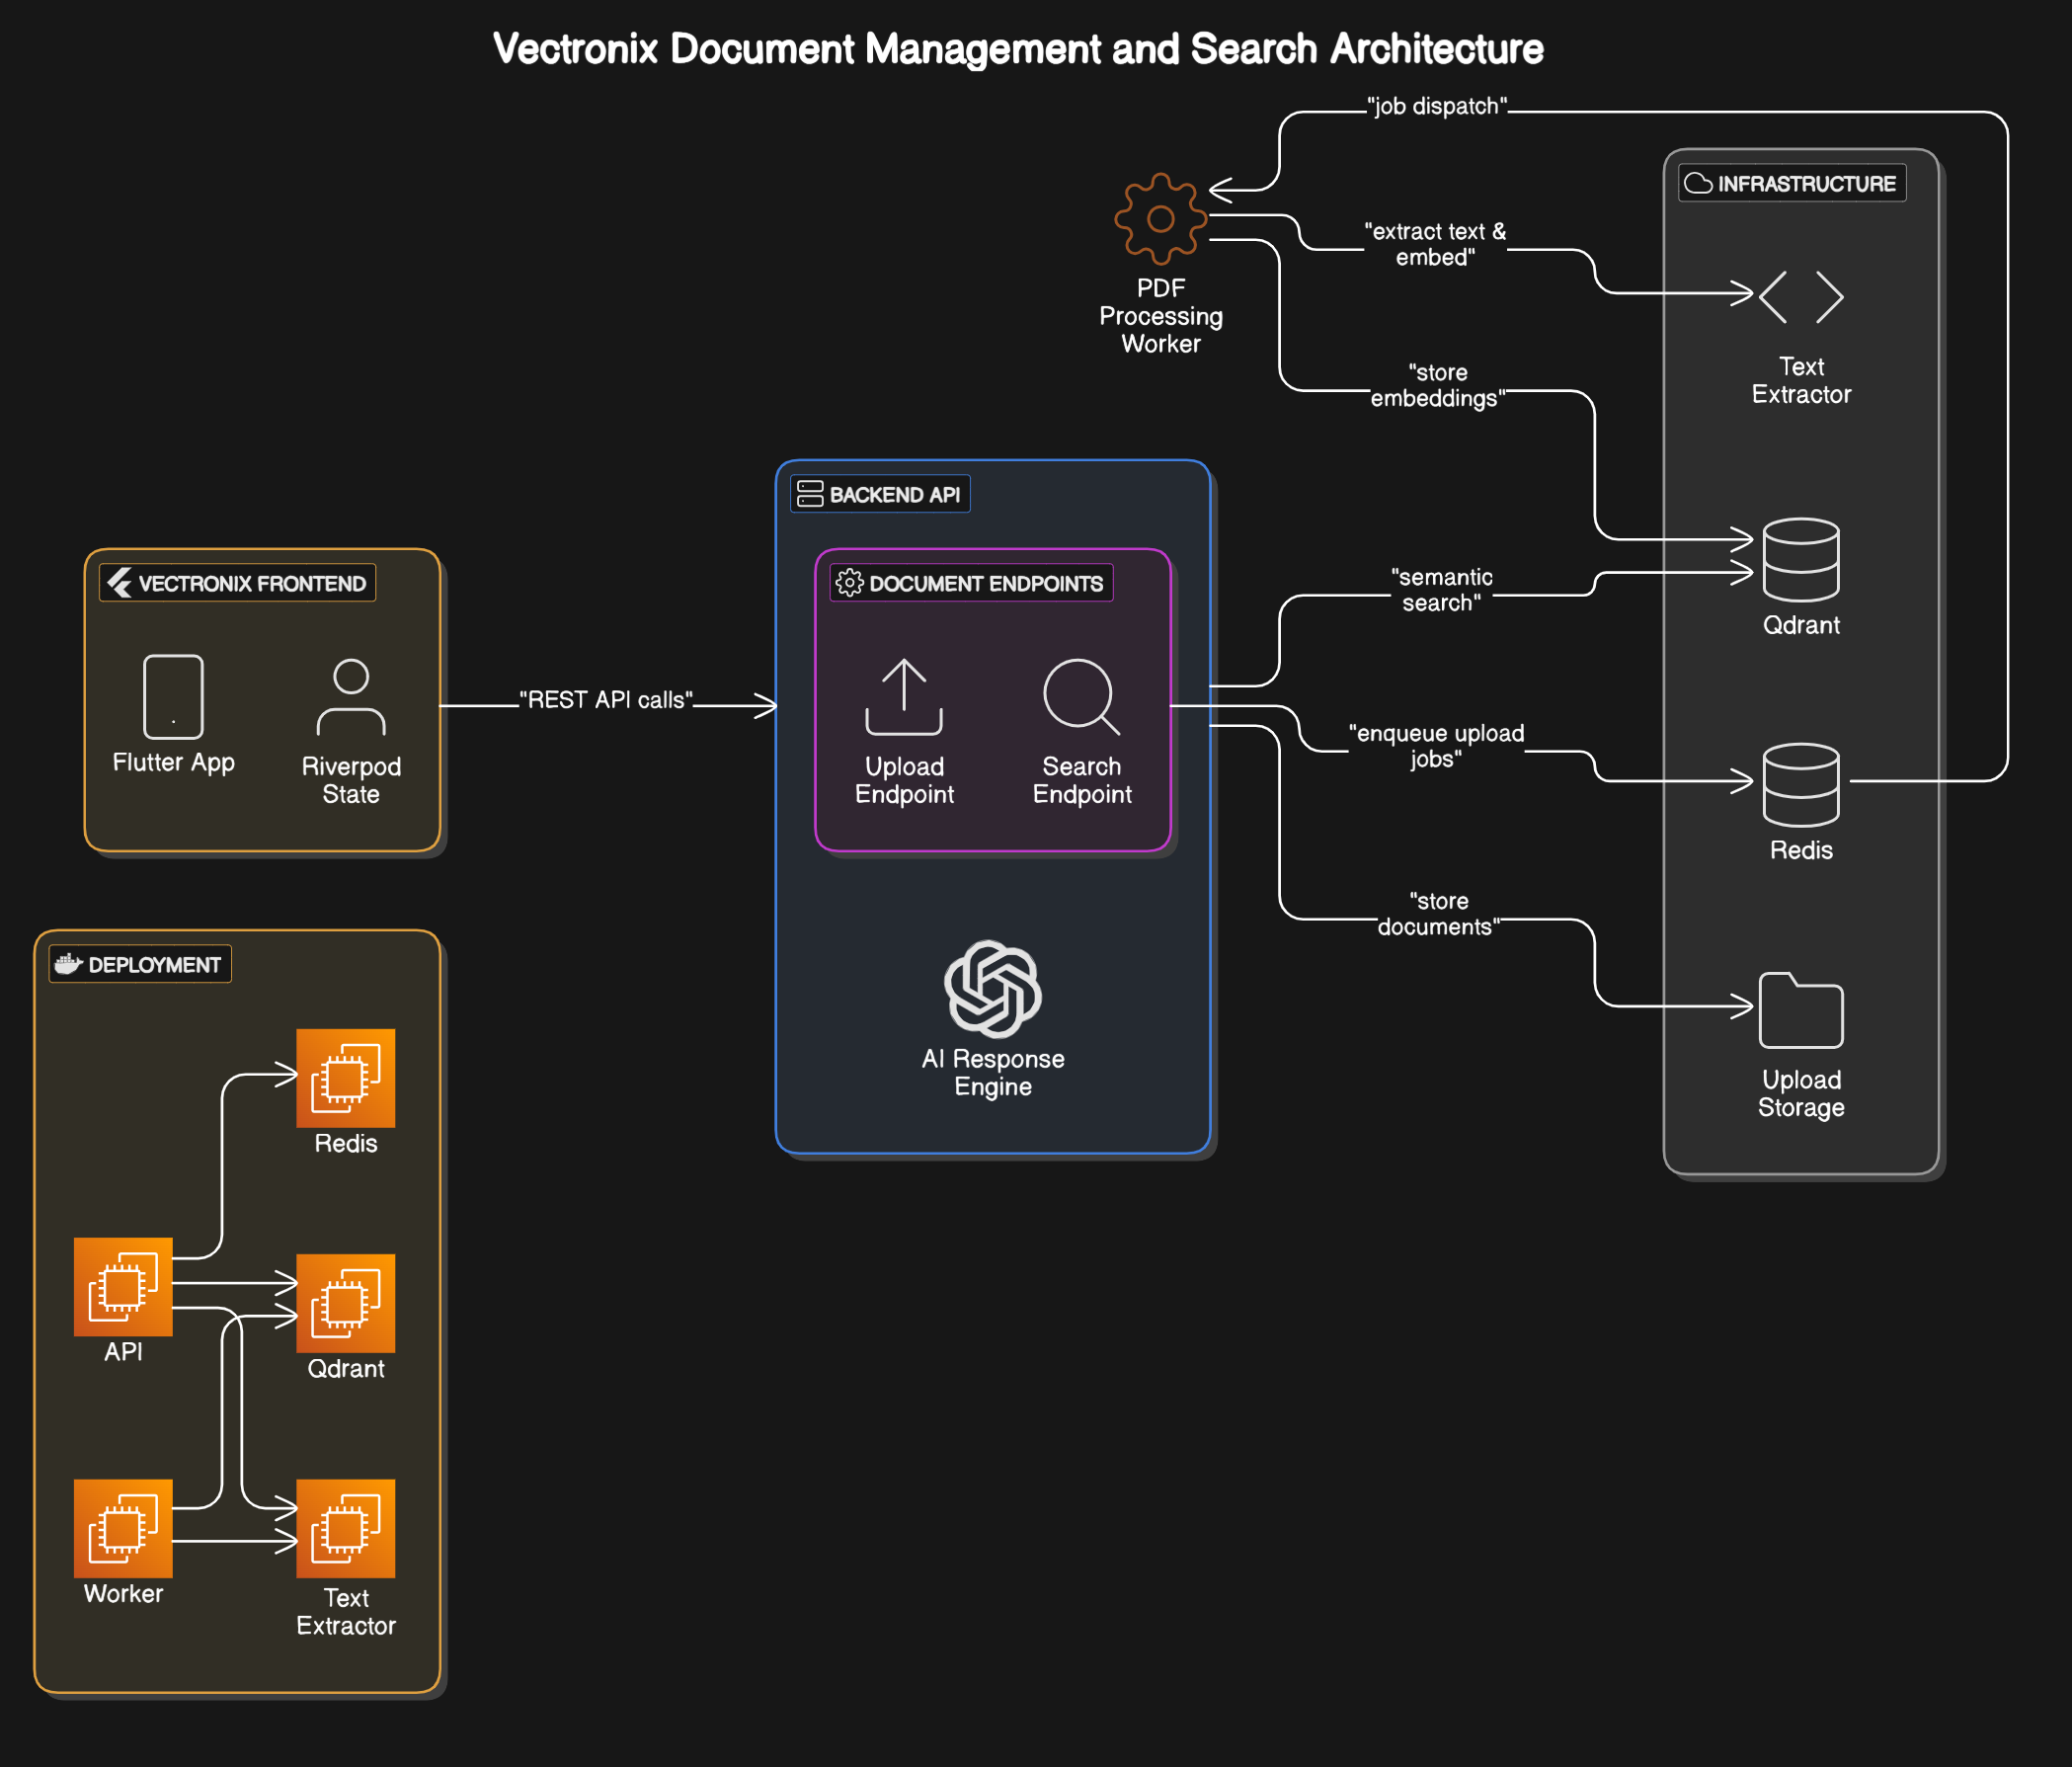 Vectronix Document Management and Search Architecture
"job dispatch"
INFRASTRUCTURE
"extract text &
embed"
PDF
Processing
Worker
Text
Extractor
"store
embeddings"
BACKEND API
VECTRONIX FRONTEND
DOCUMENT ENDPOINTS
"semantic
search"
Qdrant
"REST API calls"
Flutter App
Riverpod
State
Upload
Endpoint
Search
Endpoint
"enqueue upload
jobs"
Redis
"store
documents"
DEPLOYMENT
AI Response
Engine
Upload
Storage
Redis
API
Qdrant
Worker
Text
Extractor